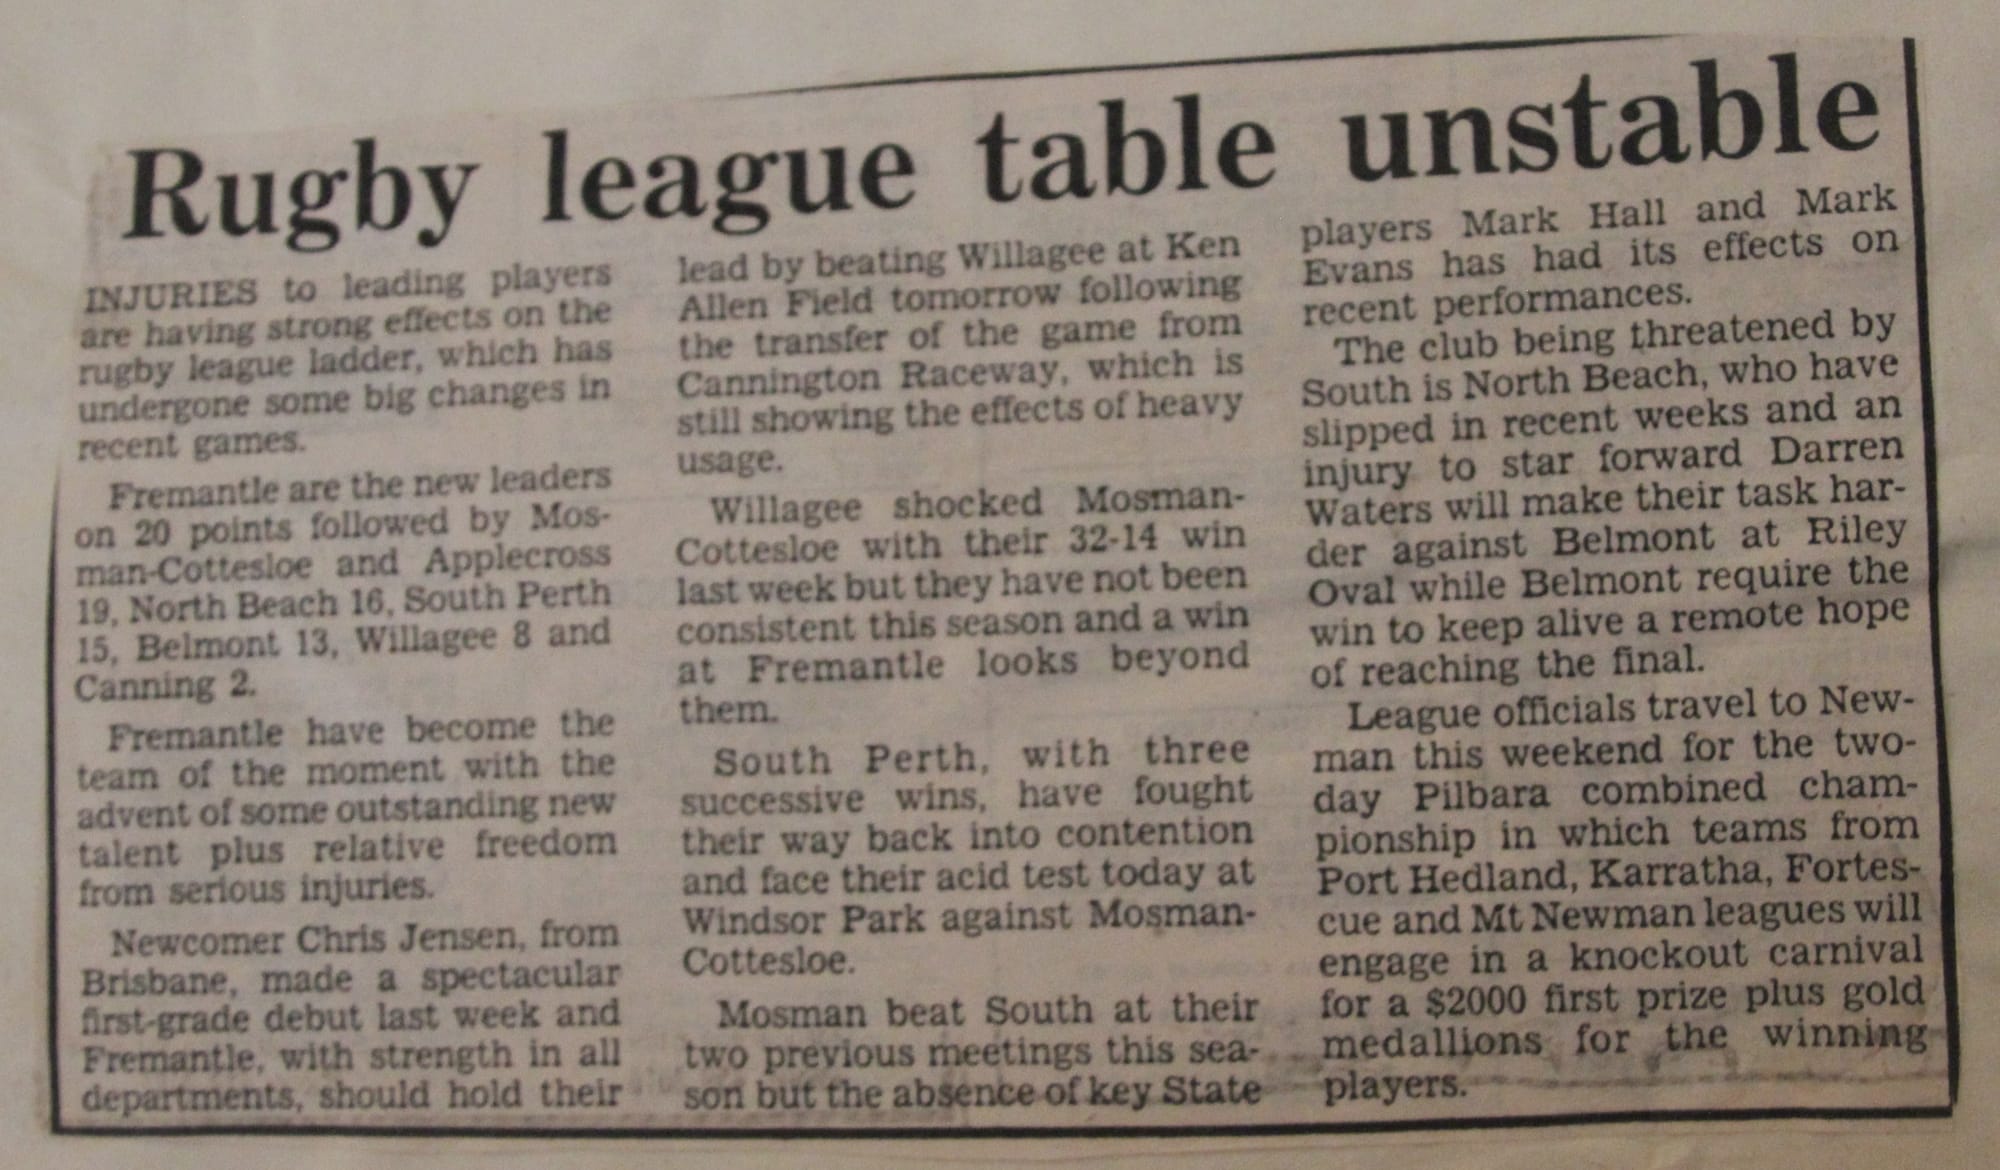 Rugby league table unstable
INJURIES to leading players
are having strong effects on the
rugby league ladder, which has
undergone some big changes in
recent games.
Fremantle are the new leaders
on 20 points followed by Mos-
man-Cottesloe and Applecross
19, North Beach 16, South Perth
15, Belmont 13, Willagee 8 and
Canning 2.
Fremantle have become the
team of the moment with the
advent of some outstanding new
talent plus relative freedom
from serious injuries.
Newcomer Chris Jensen, from
Brisbane, made a spectacular
first-grade debut last week and
Fremantle, with strength in all
departments, should hold their
lead by beating Willagee at Ken
Allen Field tomorrow following
the transfer of the game from
Cannington Raceway, which is
still showing the effects of heavy
usage.
Willagee shocked Mosman-
Cottesloe with their 32-14 win
last week but they have not been
consistent this season and a win
at Fremantle looks beyond
them.
South Perth, with three
successive wins, have fought
their way back into contention
and face their acid test today at
Windsor Park against Mosman-
Cottesloe.
Mosman beat South at their
two previous meetings this sea-
son but the absence of key State
players Mark Hall and Mark
Evans has had its effects on
recent performances.
The club being threatened by
South is North Beach, who have
slipped in recent weeks and an
injury to star forward Darren
Waters will make their task har-
der against Belmont at Riley
Oval while Belmont require the
win to keep alive a remote hope
of reaching the final.
League officials travel to New-
man this weekend for the two-
day Pilbara combined cham-
pionship in which teams from
Port Hedland, Karratha, Fortes-
cue and Mt Newman leagues will
engage in a knockout carnival
for a $2000 first prize plus gold
medallions for the winning
players.